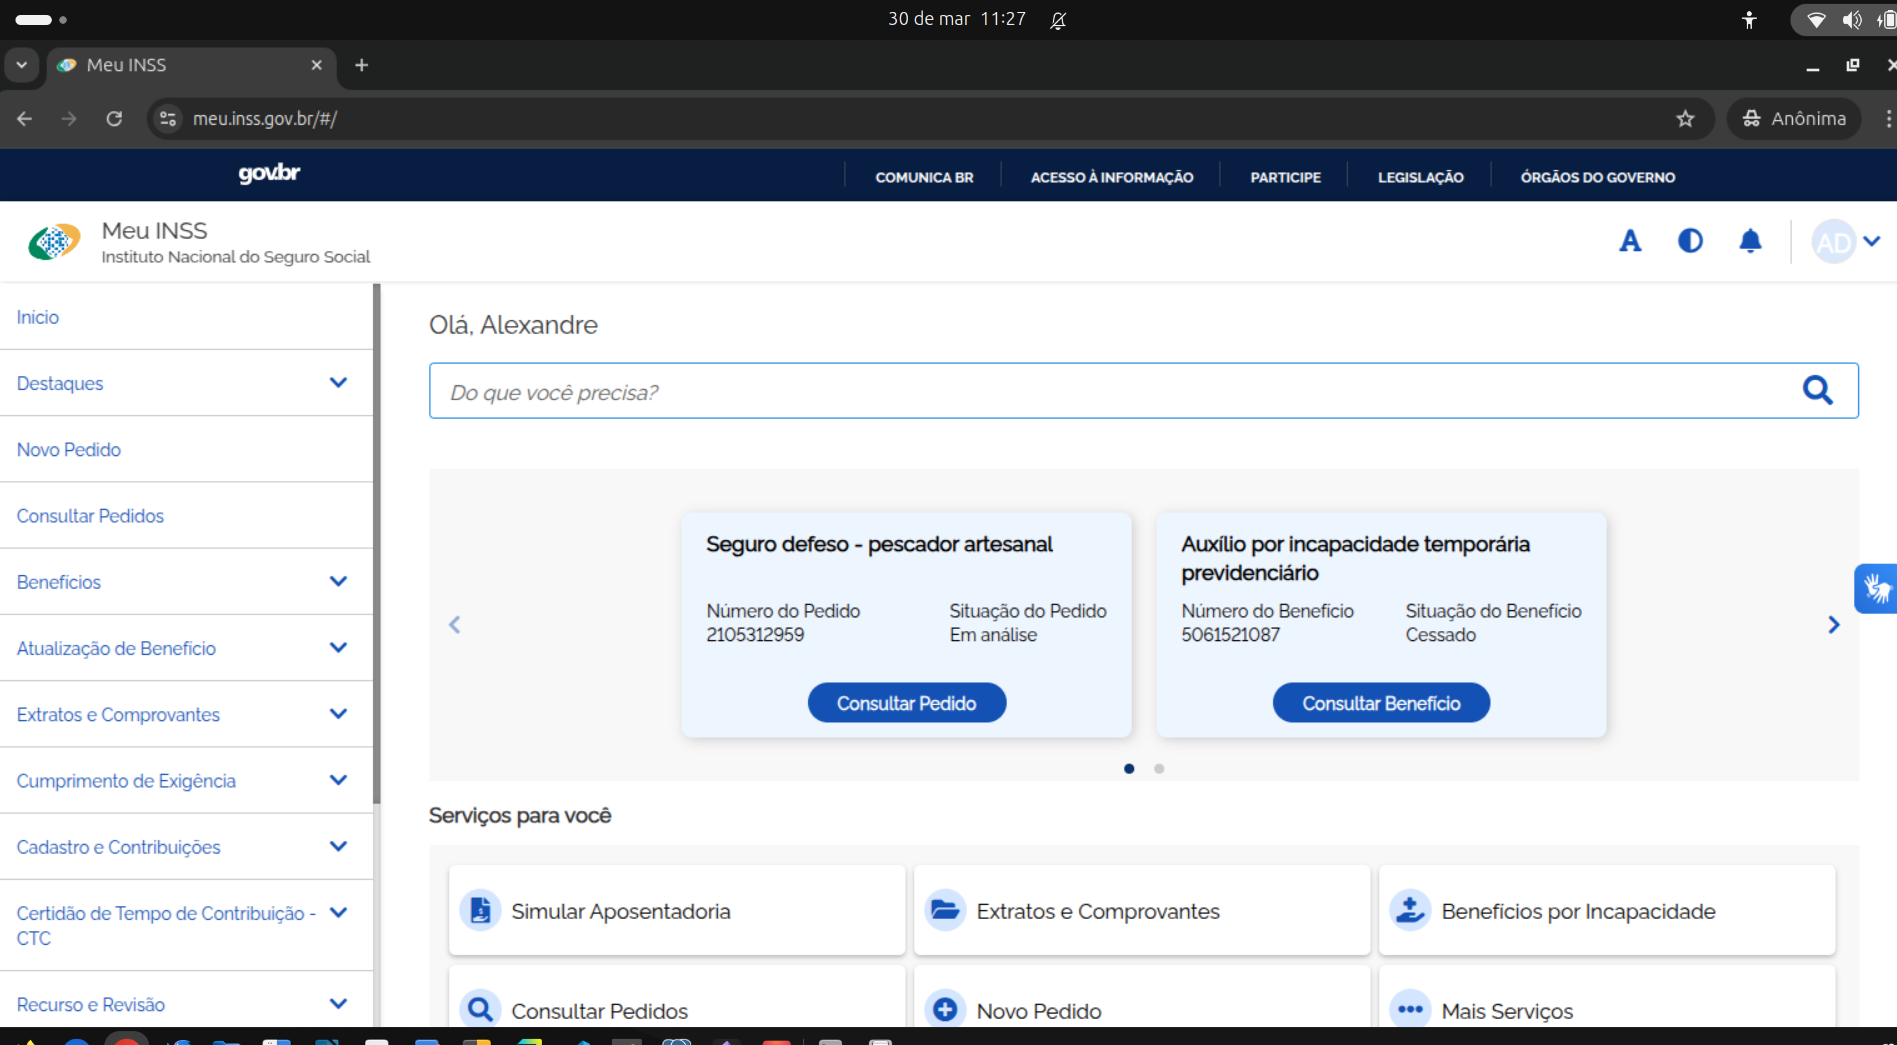 30 de mar 11:27
Meu INSS
meu.inss.gov.br/#/
Anônima
gov.br
COMUNICA BR
ACESSO À INFORMAÇÃO
PARTICIPE
LEGISLAÇÃO
ÓRGÃOS DO GOVERNO
Meu INSS
Instituto Nacional do Seguro Social
A
AD
Início
Destaques
Novo Pedido
Consultar Pedidos
Benefícios
Atualização de Benefício
Extratos e Comprovantes
Cumprimento de Exigência
Cadastro e Contribuições
Certidão de Tempo de Contribuição -
CTC
Recurso e Revisão
Olá, Alexandre
Do que você precisa?
Seguro defeso - pescador artesanal
Número do Pedido
2105312959
Situação do Pedido
Em análise
Consultar Pedido
Auxílio por incapacidade temporária
previdenciário
Número do Benefício
5061521087
Situação do Benefício
Cessado
Consultar Benefício
Serviços para você
Simular Aposentadoria
Extratos e Comprovantes
Benefícios por Incapacidade
Consultar Pedidos
Novo Pedido
Mais Serviços